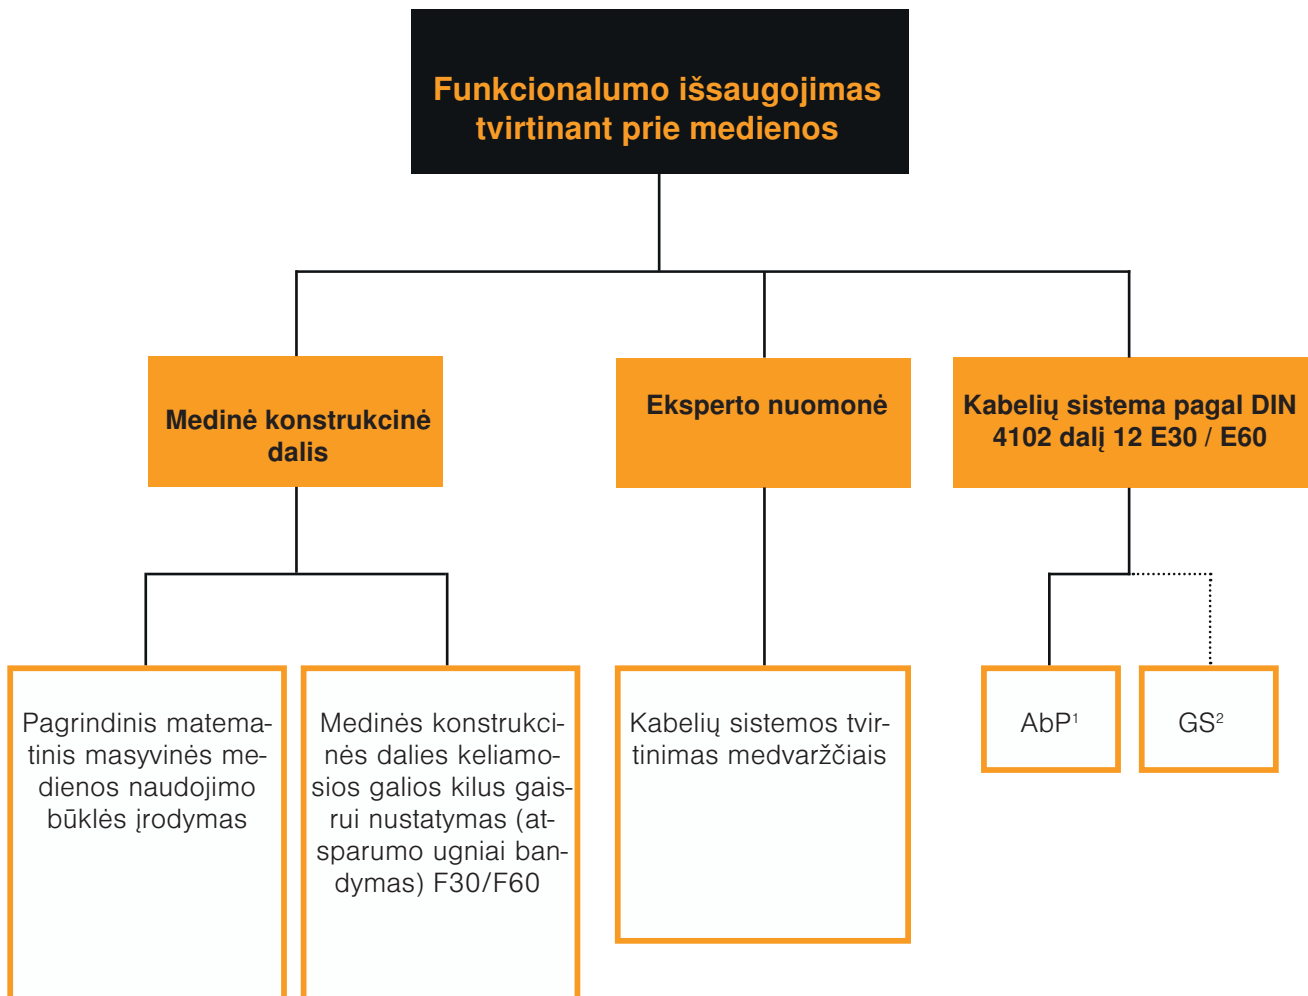 Funkcionalumo išsaugojimas
tvirtinant prie medienos
Medinė konstrukcinė
dalis
Eksperto nuomonė
Kabelių sistema pagal DIN
4102 dalį 12 E30 / E60
Pagrindinis matema-
tinis masyvinės me-
dienos naudojimo
būklės įrodymas
Medinės konstrukci-
nės dalies keliamo-
sios galios kilus gais-
rui nustatymas (at-
sparumo ugniai ban-
dymas) F30/F60
Kabelių sistemos tvir-
tinimas medvaržčiais
AbP¹
GS²